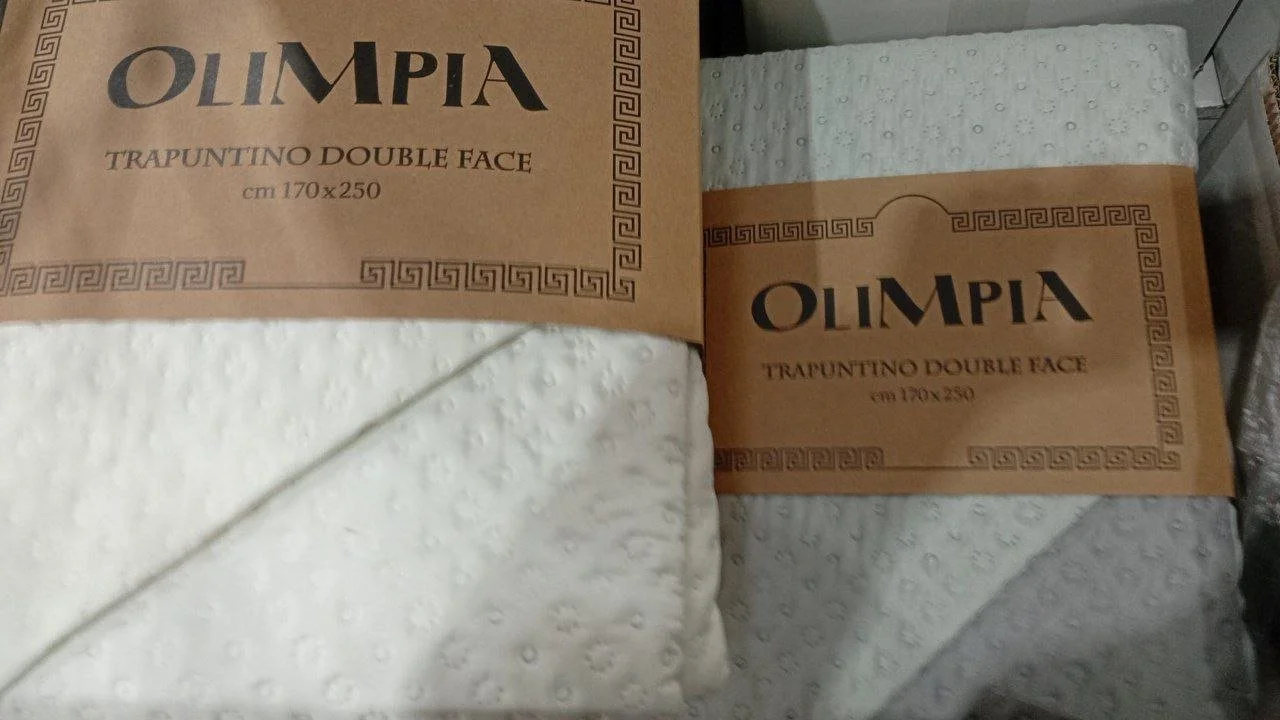 OLIMPIA
TRAPUNTINO DOUBLE FACE
cm 170x250
OLIMPIA
TRAPUNTINO DOUBLE FACE
cm 170x250